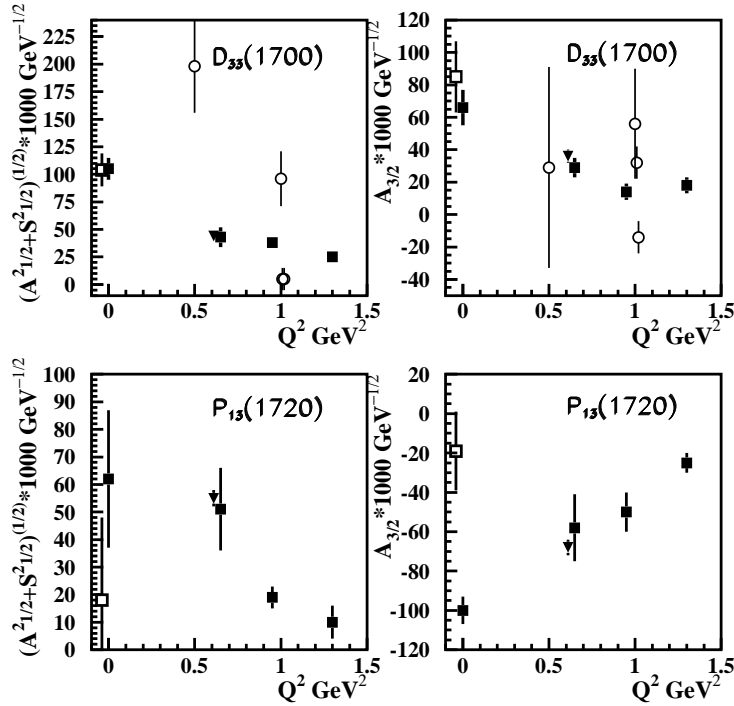 D₃₃(1700)
(A²1/2+S²1/2)^(1/2)*1000 GeV^−1/2
225
200
175
150
125
100
75
50
25
0
0 0.5 1 1.5
Q² GeV²
D₃₃(1700)
A₃/₂*1000 GeV^−1/2
120
100
80
60
40
20
0
-20
-40
0 0.5 1 1.5
Q² GeV²
P₁₃(1720)
(A²1/2+S²1/2)^(1/2)*1000 GeV^−1/2
100
90
80
70
60
50
40
30
20
10
0
0 0.5 1 1.5
Q² GeV²
P₁₃(1720)
A₃/₂*1000 GeV^−1/2
20
0
-20
-40
-60
-80
-100
-120
0 0.5 1 1.5
Q² GeV²